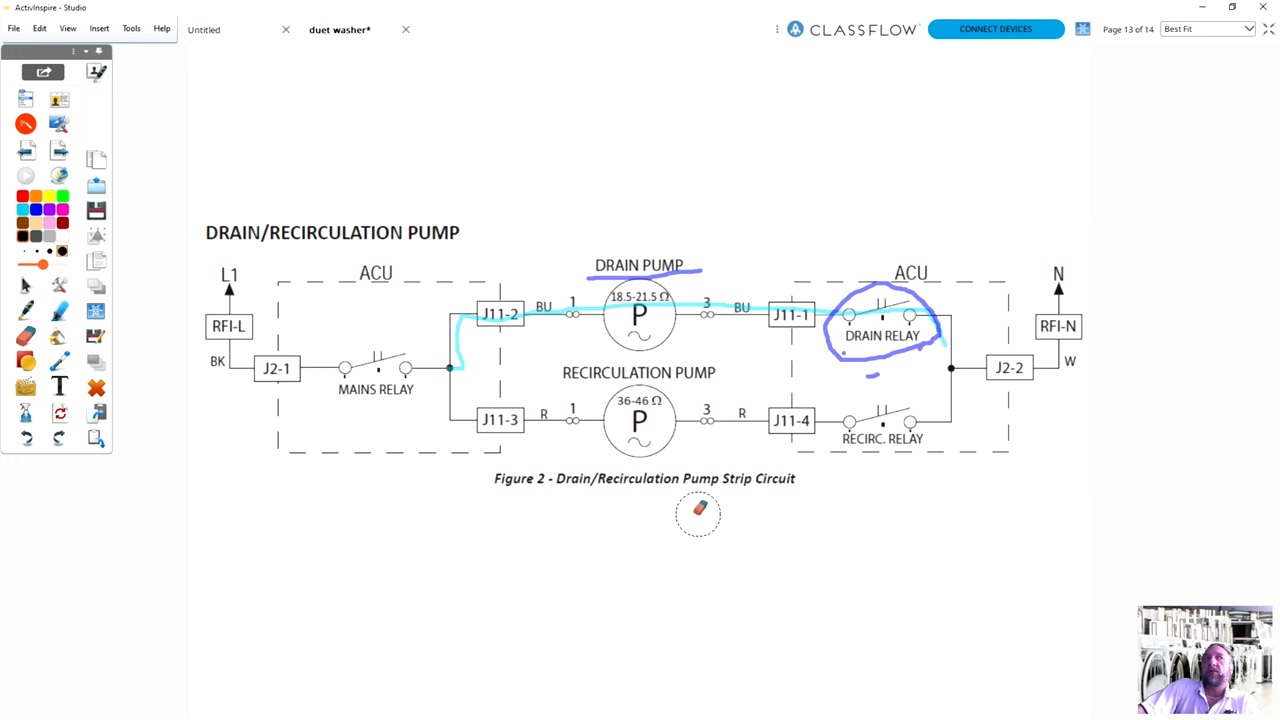 ActivInspire - Studio
File Edit View Insert Tools Help
Untitled
duet washer*
CLASSFLOW
CONNECT DEVICES
Page 13 of 14
Best Fit
T
DRAIN/RECIRCULATION PUMP
L1
ACU
DRAIN PUMP
ACU
N
18.5-21.5 Ω
RFI-L
J11-2
BU
1
P
3
BU
J11-1
DRAIN RELAY
RFI-N
BK
J2-1
MAINS RELAY
RECIRCULATION PUMP
J2-2
W
36-46 Ω
J11-3
R
1
P
3
R
J11-4
RECIRC. RELAY
Figure 2 - Drain/Recirculation Pump Strip Circuit